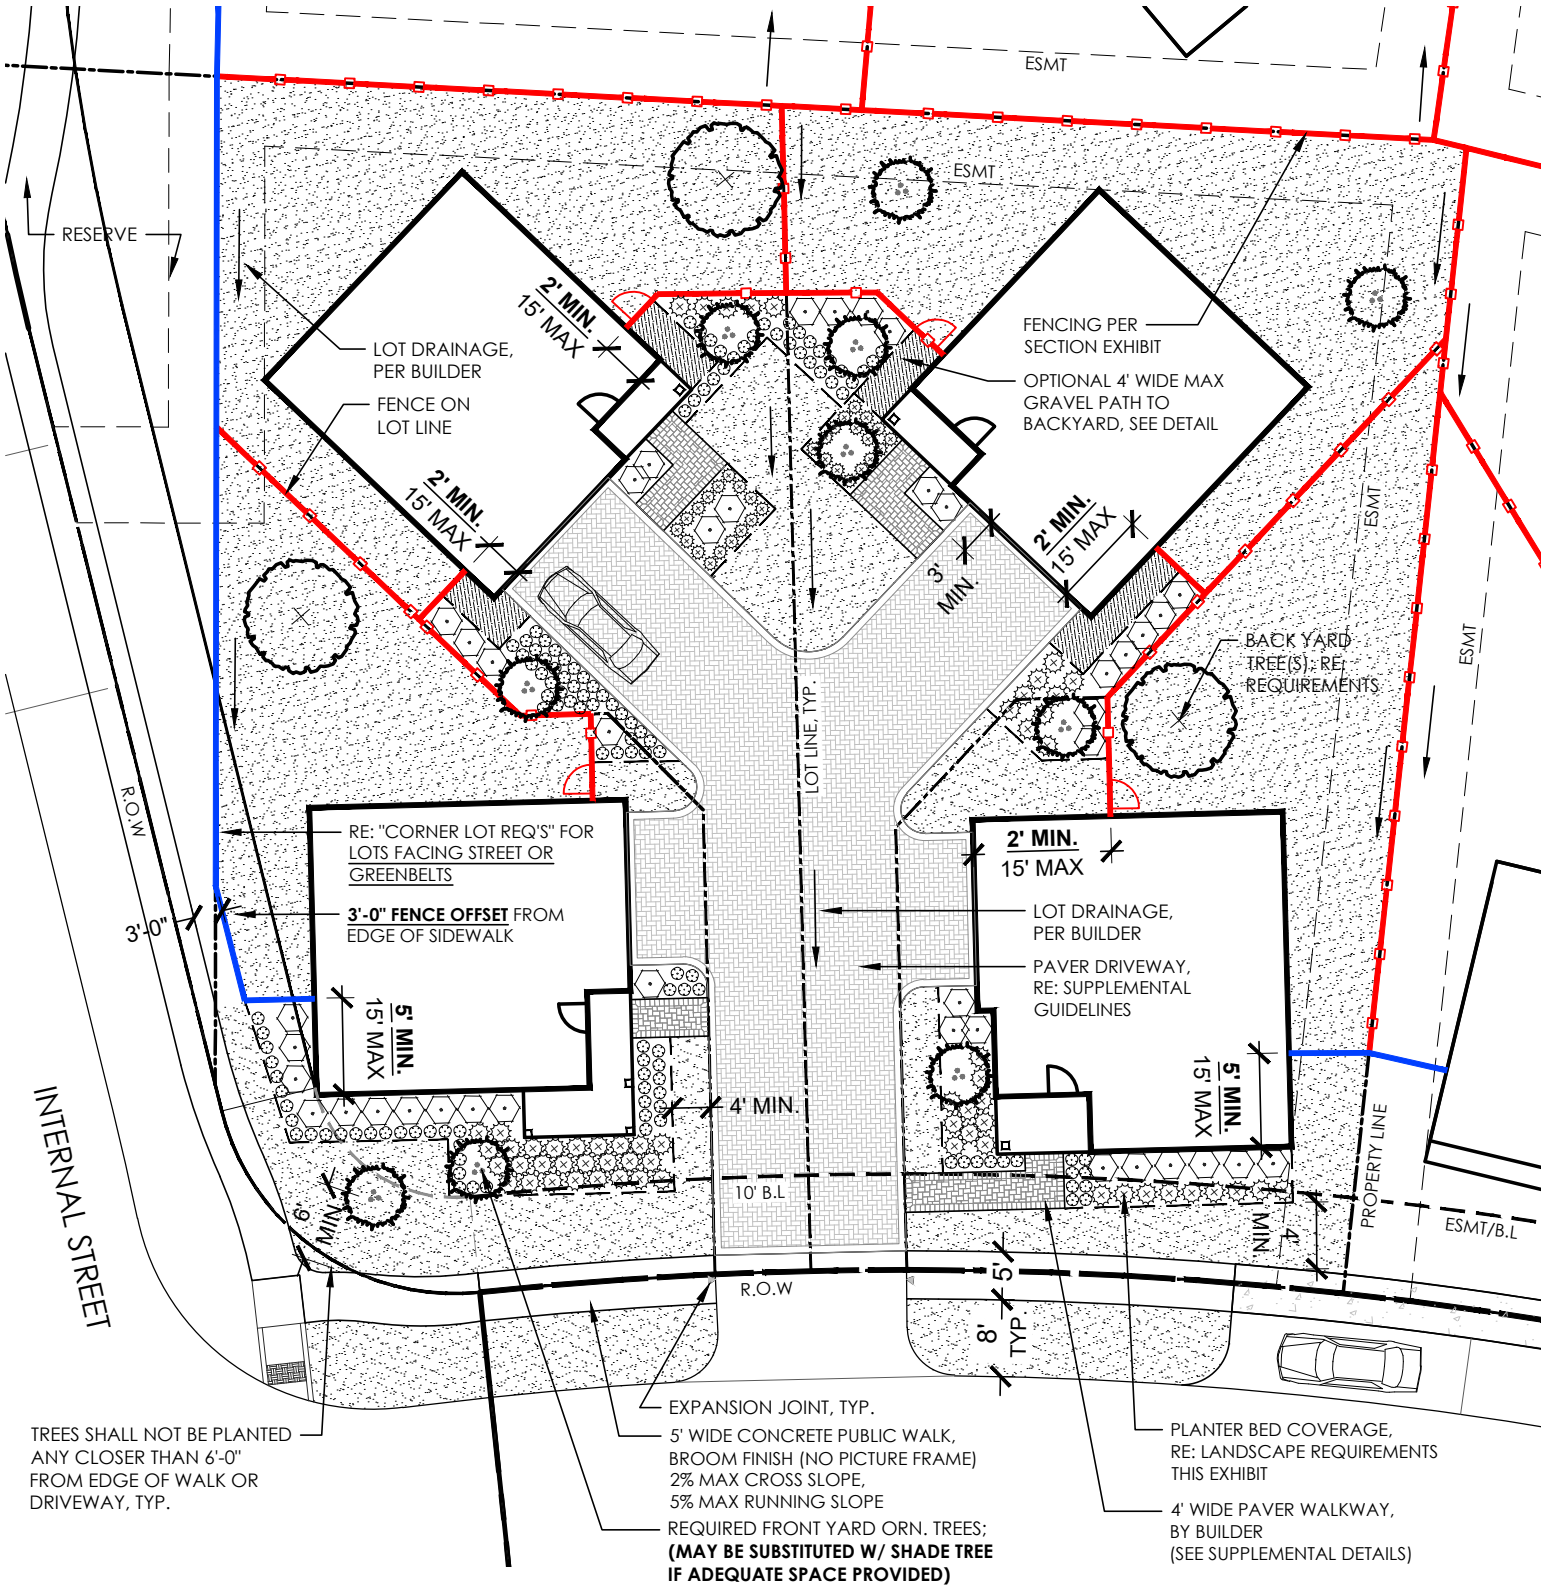 ESMT
ESMT
RESERVE
2' MIN.
15' MAX
LOT DRAINAGE,
PER BUILDER
FENCE ON
LOT LINE
FENCING PER
SECTION EXHIBIT
OPTIONAL 4' WIDE MAX
GRAVEL PATH TO
BACKYARD, SEE DETAIL
2' MIN.
15' MAX
2' MIN.
15' MAX
3'
MIN.
ESMT
ESMT
BACK YARD
TREE(S); RE:
REQUIREMENTS
LOT LINE, TYP.
R.O.W
RE: "CORNER LOT REQ'S" FOR
LOTS FACING STREET OR
GREENBELTS
3'-0" FENCE OFFSET FROM
EDGE OF SIDEWALK
3'-0"
2' MIN.
15' MAX
LOT DRAINAGE,
PER BUILDER
PAVER DRIVEWAY,
RE: SUPPLEMENTAL
GUIDELINES
5' MIN.
15' MAX
5' MIN.
15' MAX
4' MIN.
INTERNAL STREET
6'
MIN.
10' B.L
PROPERTY LINE
4'
MIN
ESMT/B.L
R.O.W
5'
8'
TYP
TREES SHALL NOT BE PLANTED
ANY CLOSER THAN 6'-0"
FROM EDGE OF WALK OR
DRIVEWAY, TYP.
EXPANSION JOINT, TYP.
5' WIDE CONCRETE PUBLIC WALK,
BROOM FINISH (NO PICTURE FRAME)
2% MAX CROSS SLOPE,
5% MAX RUNNING SLOPE
REQUIRED FRONT YARD ORN. TREES;
(MAY BE SUBSTITUTED W/ SHADE TREE
IF ADEQUATE SPACE PROVIDED)
PLANTER BED COVERAGE,
RE: LANDSCAPE REQUIREMENTS
THIS EXHIBIT
4' WIDE PAVER WALKWAY,
BY BUILDER
(SEE SUPPLEMENTAL DETAILS)